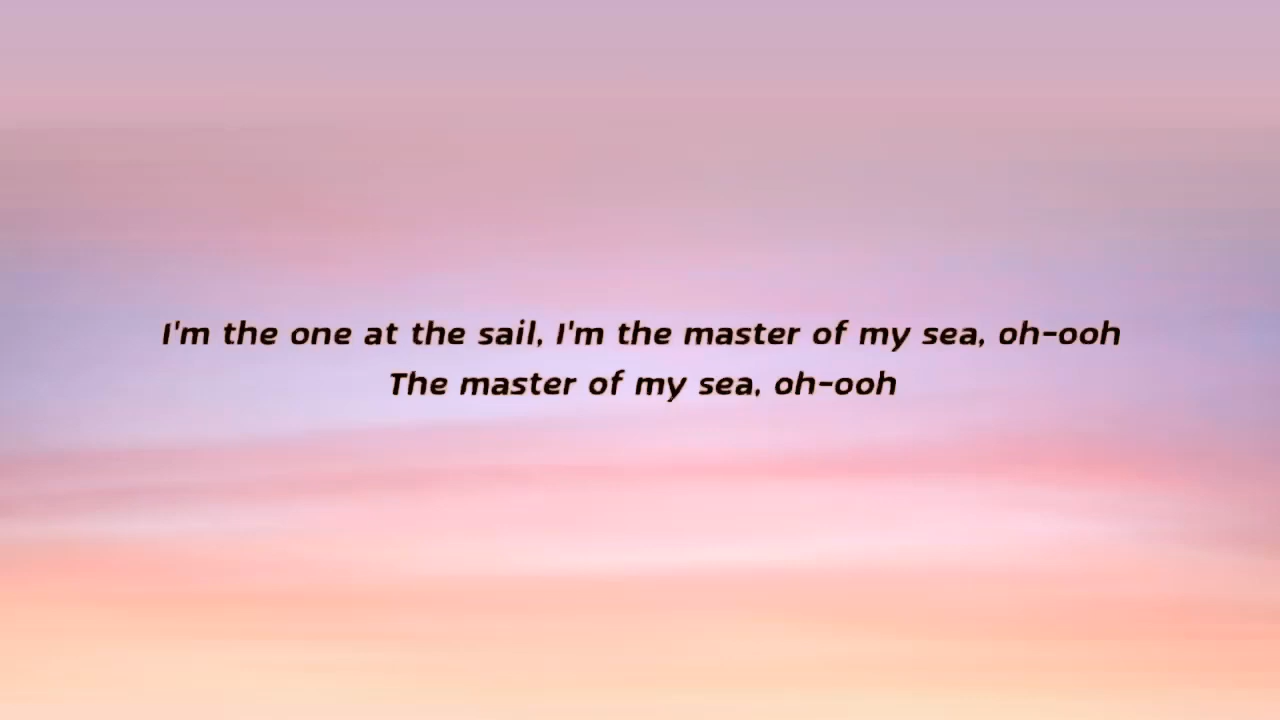 I'm the one at the sail, I'm the master of my sea, oh-ooh
The master of my sea, oh-ooh